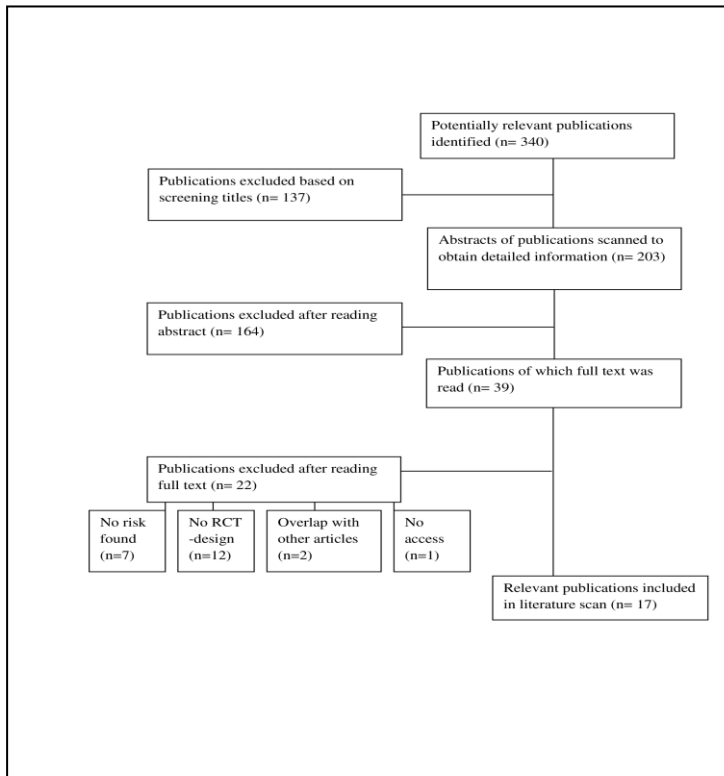 Potentially relevant publications
identified (n= 340)
Publications excluded based on
screening titles (n= 137)
Abstracts of publications scanned to
obtain detailed information (n= 203)
Publications excluded after reading
abstract (n= 164)
Publications of which full text was
read (n= 39)
Publications excluded after reading
full text (n= 22)
No risk
found
(n=7)
No RCT
-design
(n=12)
Overlap with
other articles
(n=2)
No
access
(n=1)
Relevant publications included
in literature scan (n= 17)